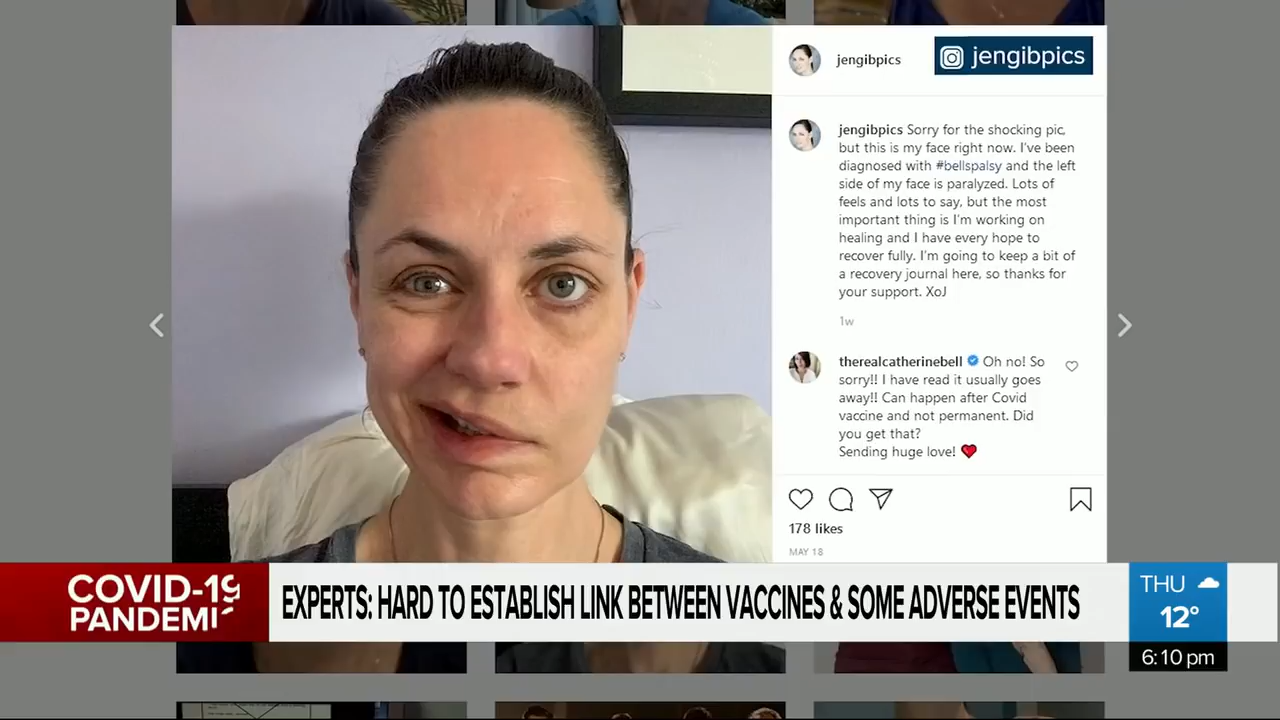 jengibpics
jengibpics
jengibpics Sorry for the shocking pic,
but this is my face right now. I've been
diagnosed with #bellspalsy and the left
side of my face is paralyzed. Lots of
feels and lots to say, but the most
important thing is I'm working on
healing and I have every hope to
recover fully. I'm going to keep a bit of
a recovery journal here, so thanks for
your support. XoJ
1w
therealcatherinebell Oh no! So
sorry!! I have read it usually goes
away!! Can happen after Covid
vaccine and not permanent. Did
you get that?
Sending huge love! ❤️
178 likes
MAY 18
COVID-19
PANDEMI
EXPERTS: HARD TO ESTABLISH LINK BETWEEN VACCINES & SOME ADVERSE EVENTS
THU
12°
6:10 pm